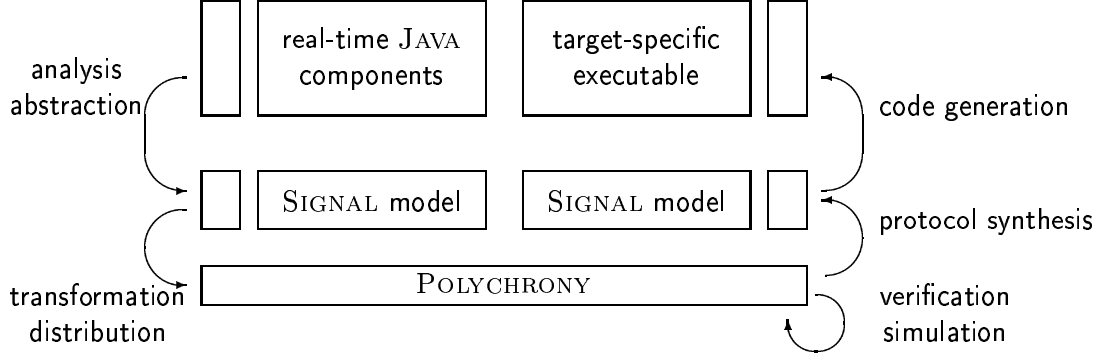 real-time JAVA
components
target-specific
executable
analysis
abstraction
code generation
SIGNAL model
SIGNAL model
protocol synthesis
POLYCHRONY
transformation
distribution
verification
simulation